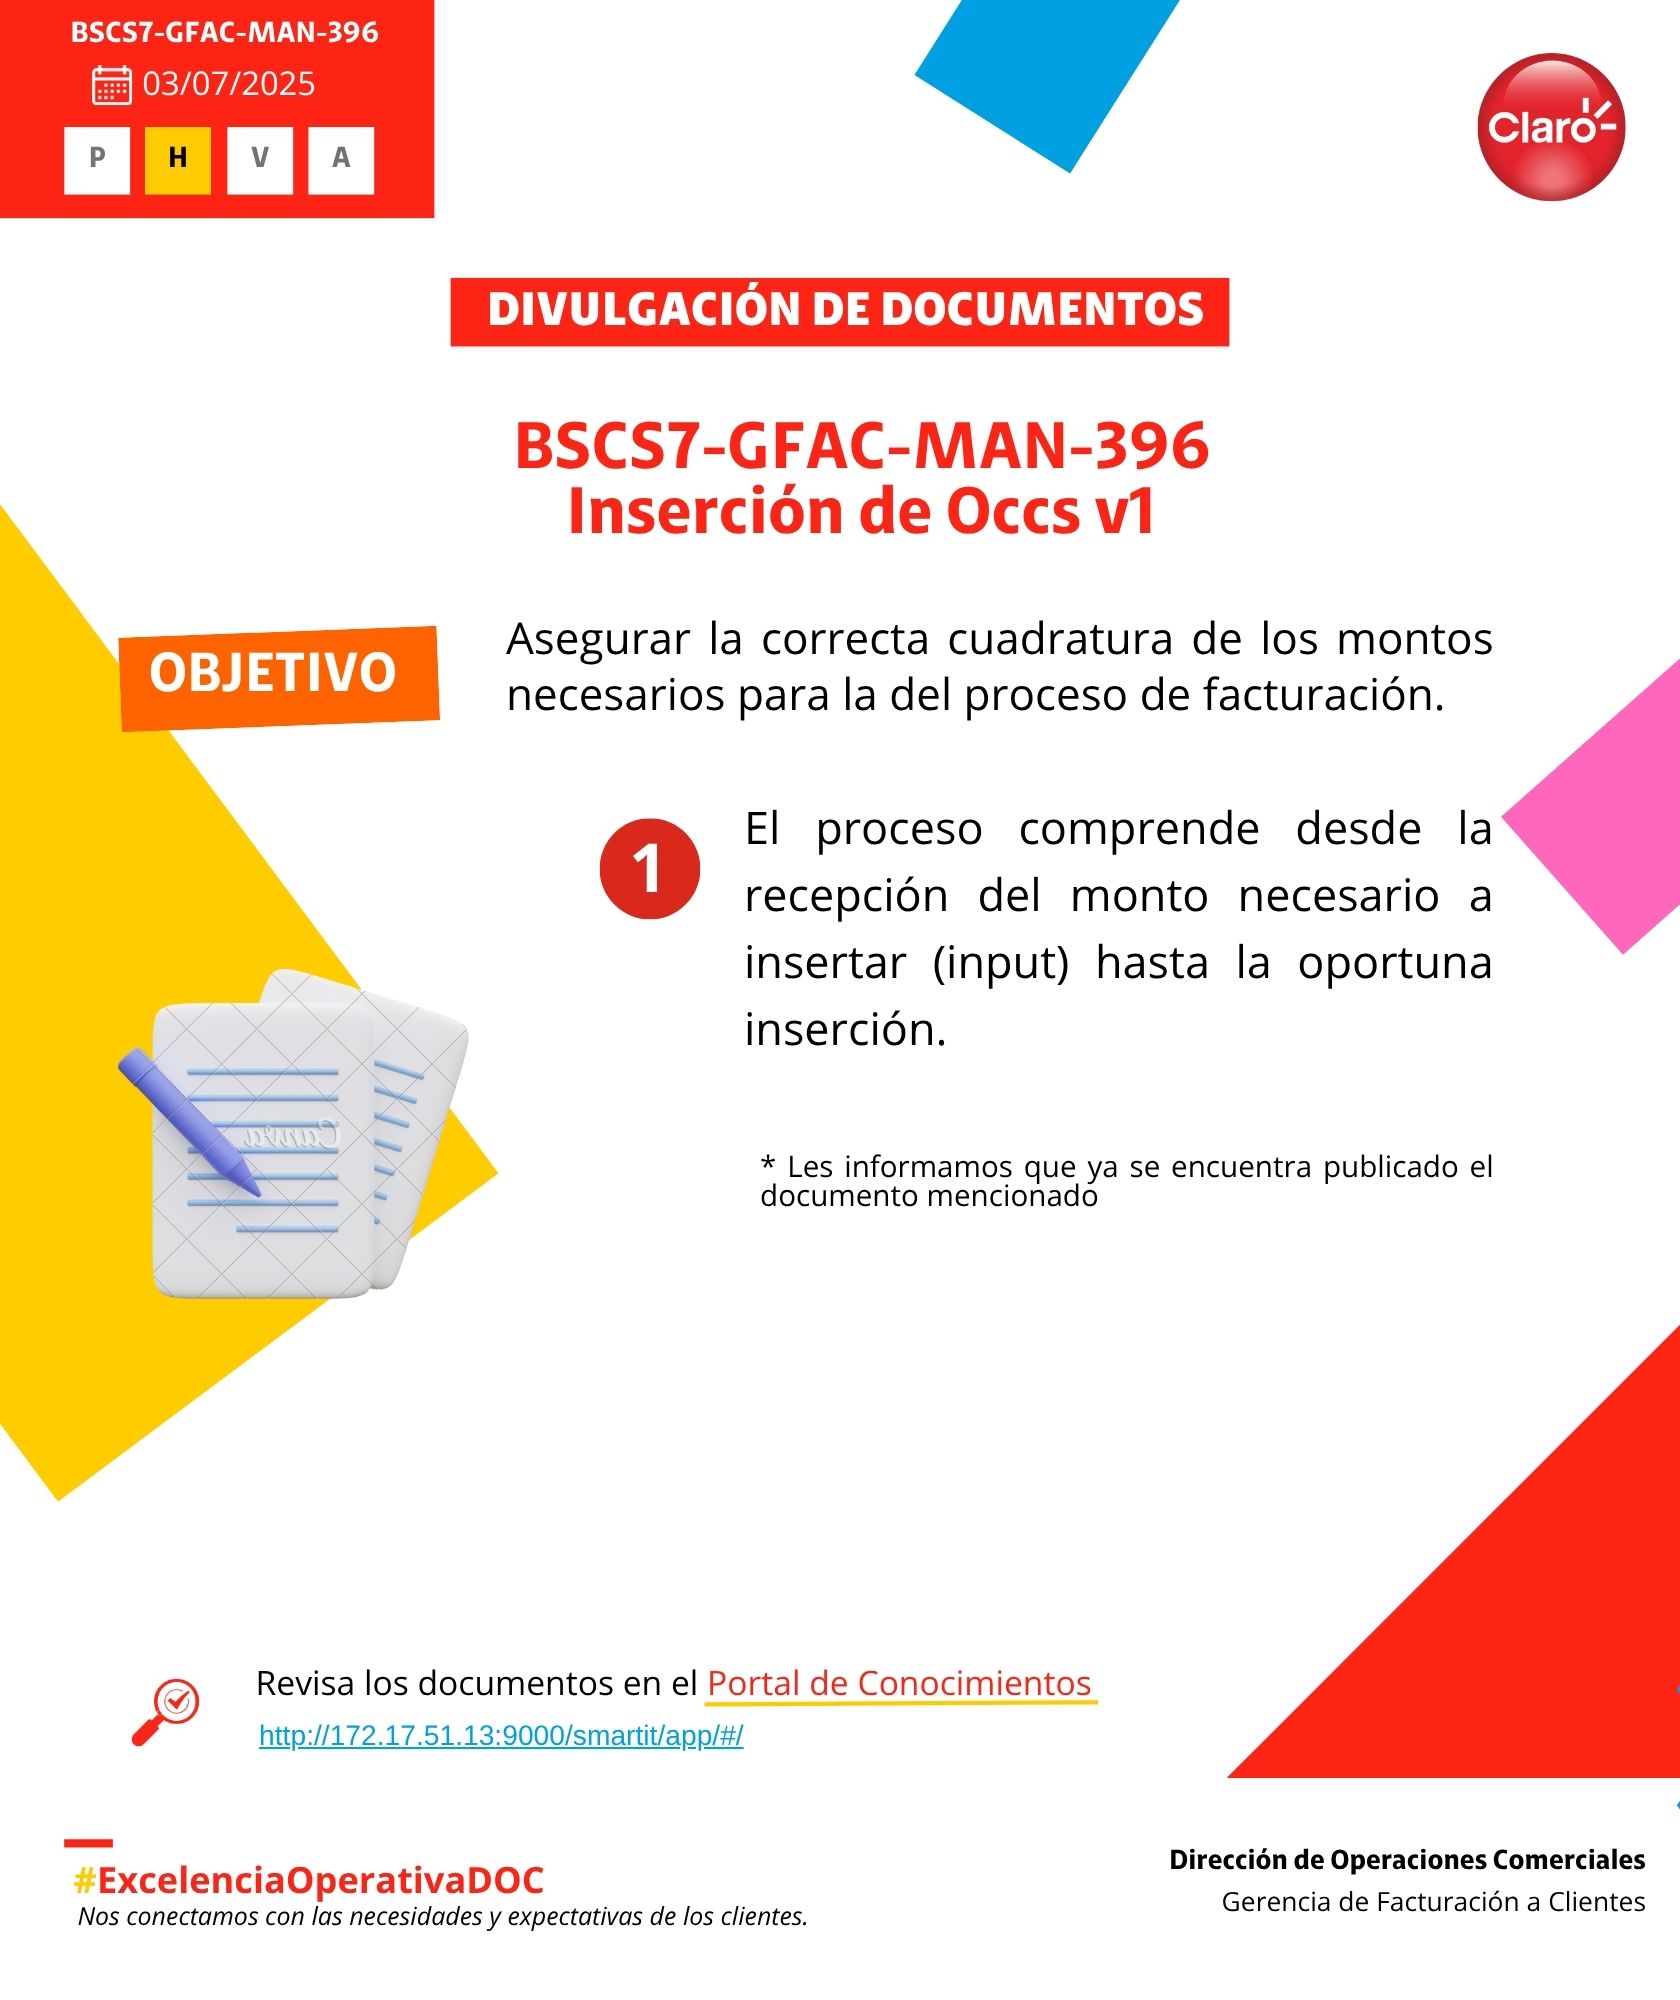 BSCS7-GFAC-MAN-396
03/07/2025
P H V A
Claro
DIVULGACIÓN DE DOCUMENTOS
BSCS7-GFAC-MAN-396
Inserción de Occs v1
OBJETIVO
Asegurar la correcta cuadratura de los montos
necesarios para la del proceso de facturación.
1
El proceso comprende desde la
recepción del monto necesario a
insertar (input) hasta la oportuna
inserción.
Canva
* Les informamos que ya se encuentra publicado el
documento mencionado
Revisa los documentos en el Portal de Conocimientos
http://172.17.51.13:9000/smartit/app/#/
#ExcelenciaOperativaDOC
Nos conectamos con las necesidades y expectativas de los clientes.
Dirección de Operaciones Comerciales
Gerencia de Facturación a Clientes